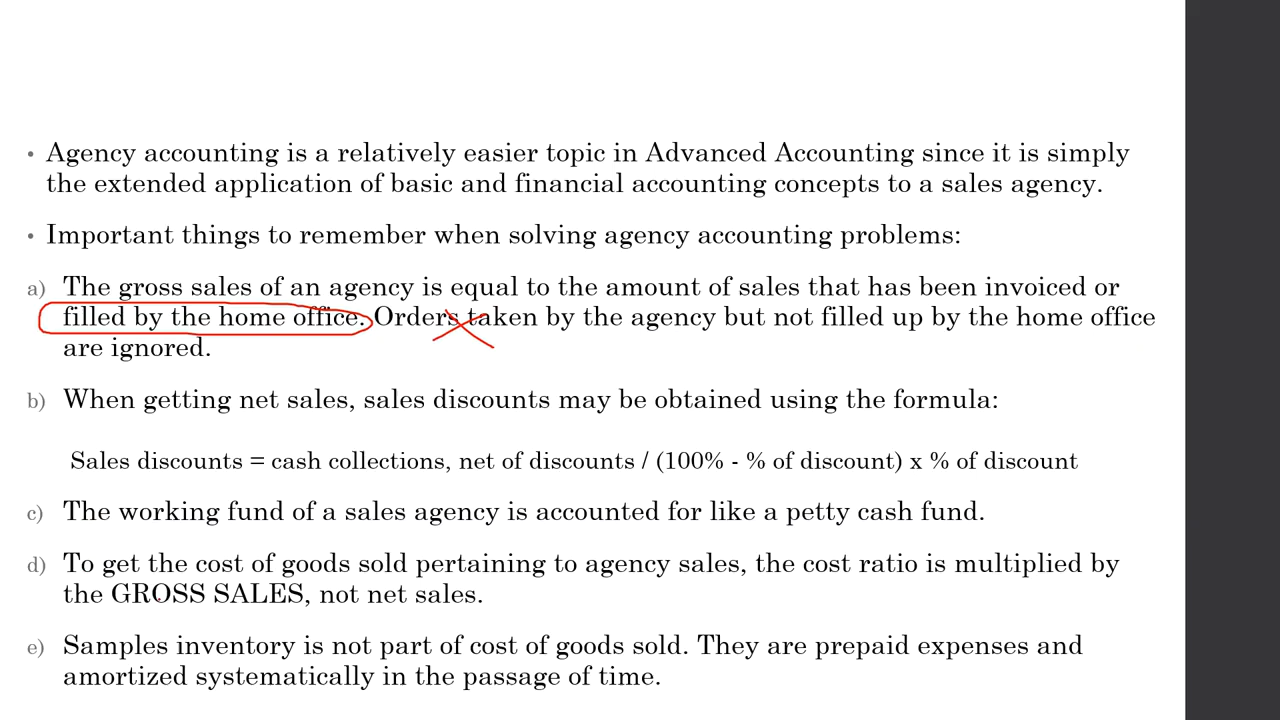 • Agency accounting is a relatively easier topic in Advanced Accounting since it is simply
the extended application of basic and financial accounting concepts to a sales agency.
• Important things to remember when solving agency accounting problems:
a) The gross sales of an agency is equal to the amount of sales that has been invoiced or
filled by the home office. Orders taken by the agency but not filled up by the home office
are ignored.
b) When getting net sales, sales discounts may be obtained using the formula:
Sales discounts = cash collections, net of discounts / (100% - % of discount) x % of discount
c) The working fund of a sales agency is accounted for like a petty cash fund.
d) To get the cost of goods sold pertaining to agency sales, the cost ratio is multiplied by
the GROSS SALES, not net sales.
e) Samples inventory is not part of cost of goods sold. They are prepaid expenses and
amortized systematically in the passage of time.